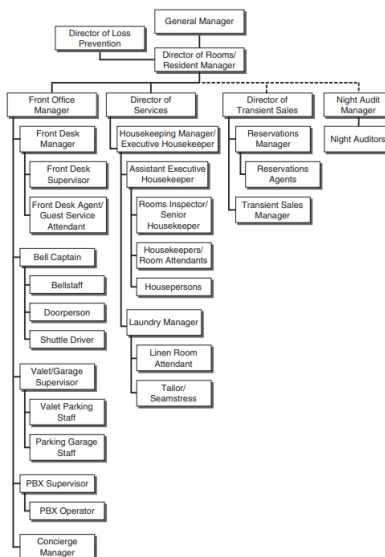 General Manager
Director of Loss
Prevention
Director of Rooms/
Resident Manager
Front Office
Manager
Front Desk
Manager
Front Desk
Supervisor
Front Desk Agent/
Guest Service
Attendant
Bell Captain
Bellstaff
Doorperson
Shuttle Driver
Valet/Garage
Supervisor
Valet Parking
Staff
Parking Garage
Staff
PBX Supervisor
PBX Operator
Concierge
Manager
Director of
Services
Housekeeping Manager/
Executive Housekeeper
Assistant Executive
Housekeeper
Rooms Inspector/
Senior
Housekeeper
Housekeepers/
Room Attendants
Housepersons
Laundry Manager
Linen Room
Attendant
Tailor/
Seamstress
Director of
Transient Sales
Reservations
Manager
Reservations
Agents
Transient Sales
Manager
Night Audit
Manager
Night Auditors